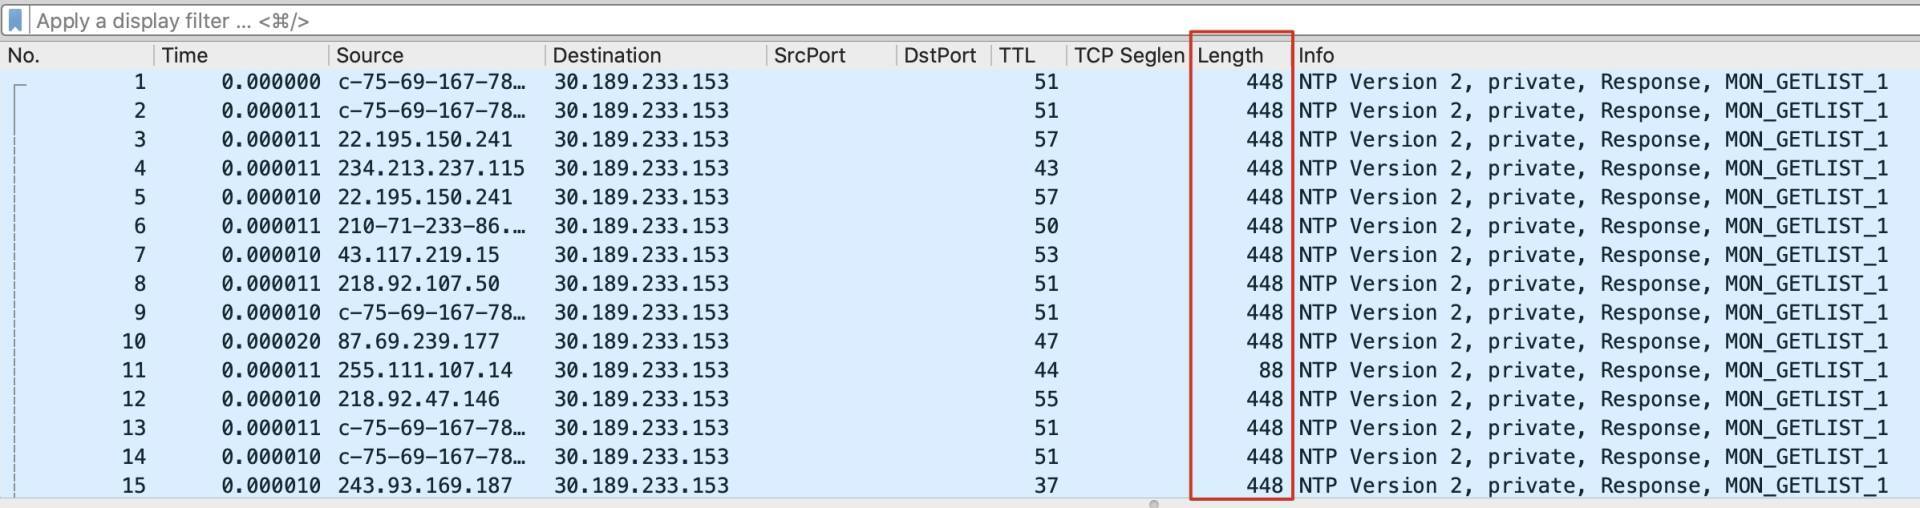 Apply a display filter … <⌘/>
No. Time Source Destination SrcPort DstPort TTL TCP Seglen Length Info
1 0.000000 c-75-69-167-78… 30.189.233.153 51 448 NTP Version 2, private, Response, MON_GETLIST_1
2 0.000011 c-75-69-167-78… 30.189.233.153 51 448 NTP Version 2, private, Response, MON_GETLIST_1
3 0.000011 22.195.150.241 30.189.233.153 57 448 NTP Version 2, private, Response, MON_GETLIST_1
4 0.000011 234.213.237.115 30.189.233.153 43 448 NTP Version 2, private, Response, MON_GETLIST_1
5 0.000010 22.195.150.241 30.189.233.153 57 448 NTP Version 2, private, Response, MON_GETLIST_1
6 0.000011 210-71-233-86.… 30.189.233.153 50 448 NTP Version 2, private, Response, MON_GETLIST_1
7 0.000010 43.117.219.15 30.189.233.153 53 448 NTP Version 2, private, Response, MON_GETLIST_1
8 0.000011 218.92.107.50 30.189.233.153 51 448 NTP Version 2, private, Response, MON_GETLIST_1
9 0.000010 c-75-69-167-78… 30.189.233.153 51 448 NTP Version 2, private, Response, MON_GETLIST_1
10 0.000020 87.69.239.177 30.189.233.153 47 448 NTP Version 2, private, Response, MON_GETLIST_1
11 0.000011 255.111.107.14 30.189.233.153 44 88 NTP Version 2, private, Response, MON_GETLIST_1
12 0.000010 218.92.47.146 30.189.233.153 55 448 NTP Version 2, private, Response, MON_GETLIST_1
13 0.000011 c-75-69-167-78… 30.189.233.153 51 448 NTP Version 2, private, Response, MON_GETLIST_1
14 0.000010 c-75-69-167-78… 30.189.233.153 51 448 NTP Version 2, private, Response, MON_GETLIST_1
15 0.000010 243.93.169.187 30.189.233.153 37 448 NTP Version 2, private, Response, MON_GETLIST_1